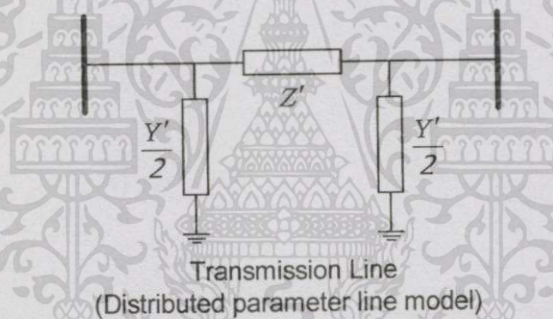 Z'
Y'
2
Y'
2
Transmission Line
(Distributed parameter line model)